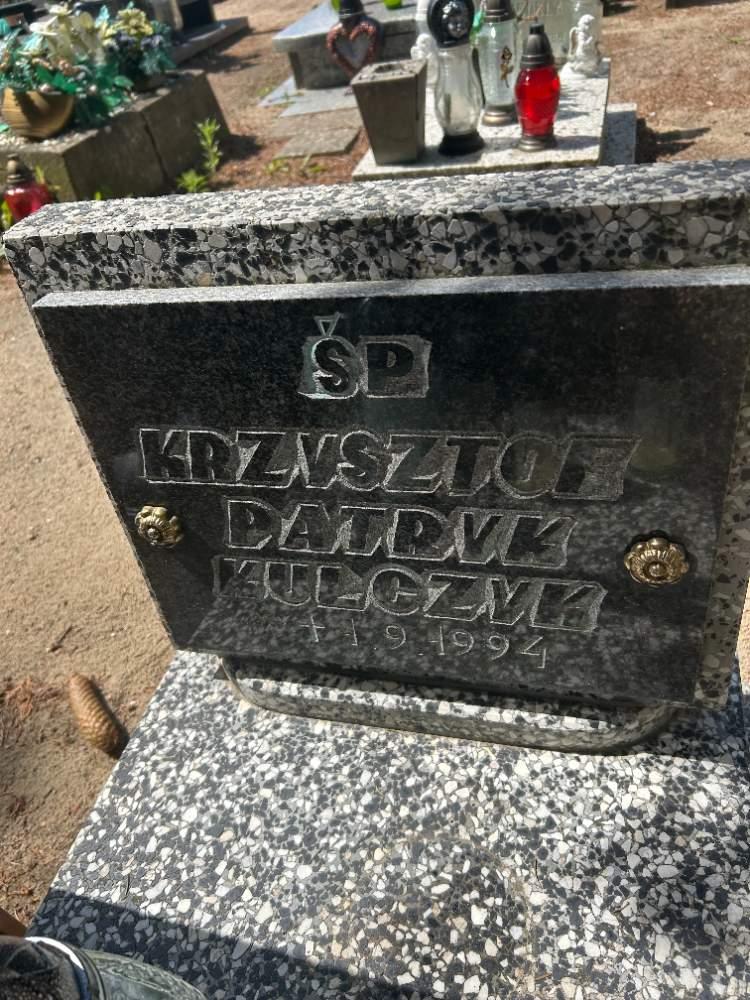 ŚP
KRZYSZTOF
PATRYK
KULCZYK
+ 1.9.1994